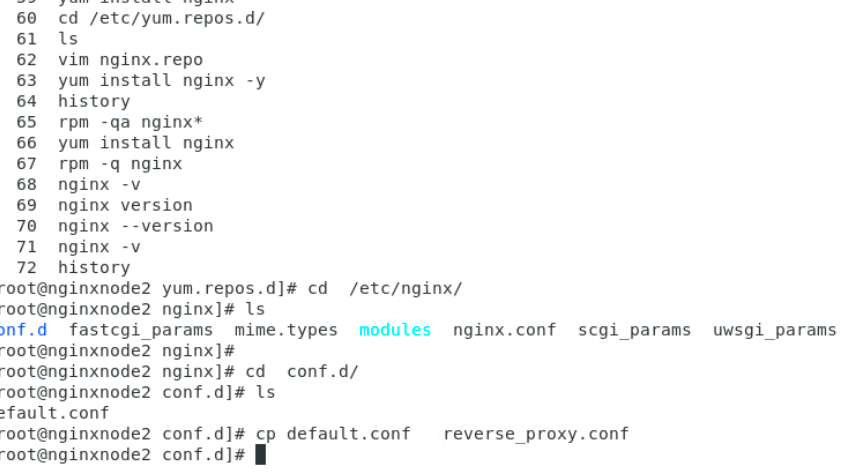 59  yum install nginx
60  cd /etc/yum.repos.d/
61  ls
62  vim nginx.repo
63  yum install nginx -y
64  history
65  rpm -qa nginx*
66  yum install nginx
67  rpm -q nginx
68  nginx -v
69  nginx version
70  nginx --version
71  nginx -v
72  history
root@nginxnode2 yum.repos.d]# cd  /etc/nginx/
root@nginxnode2 nginx]# ls
onf.d  fastcgi_params  mime.types  modules  nginx.conf  scgi_params  uwsgi_params
root@nginxnode2 nginx]#
root@nginxnode2 nginx]# cd  conf.d/
root@nginxnode2 conf.d]# ls
efault.conf
root@nginxnode2 conf.d]# cp default.conf   reverse_proxy.conf
root@nginxnode2 conf.d]#